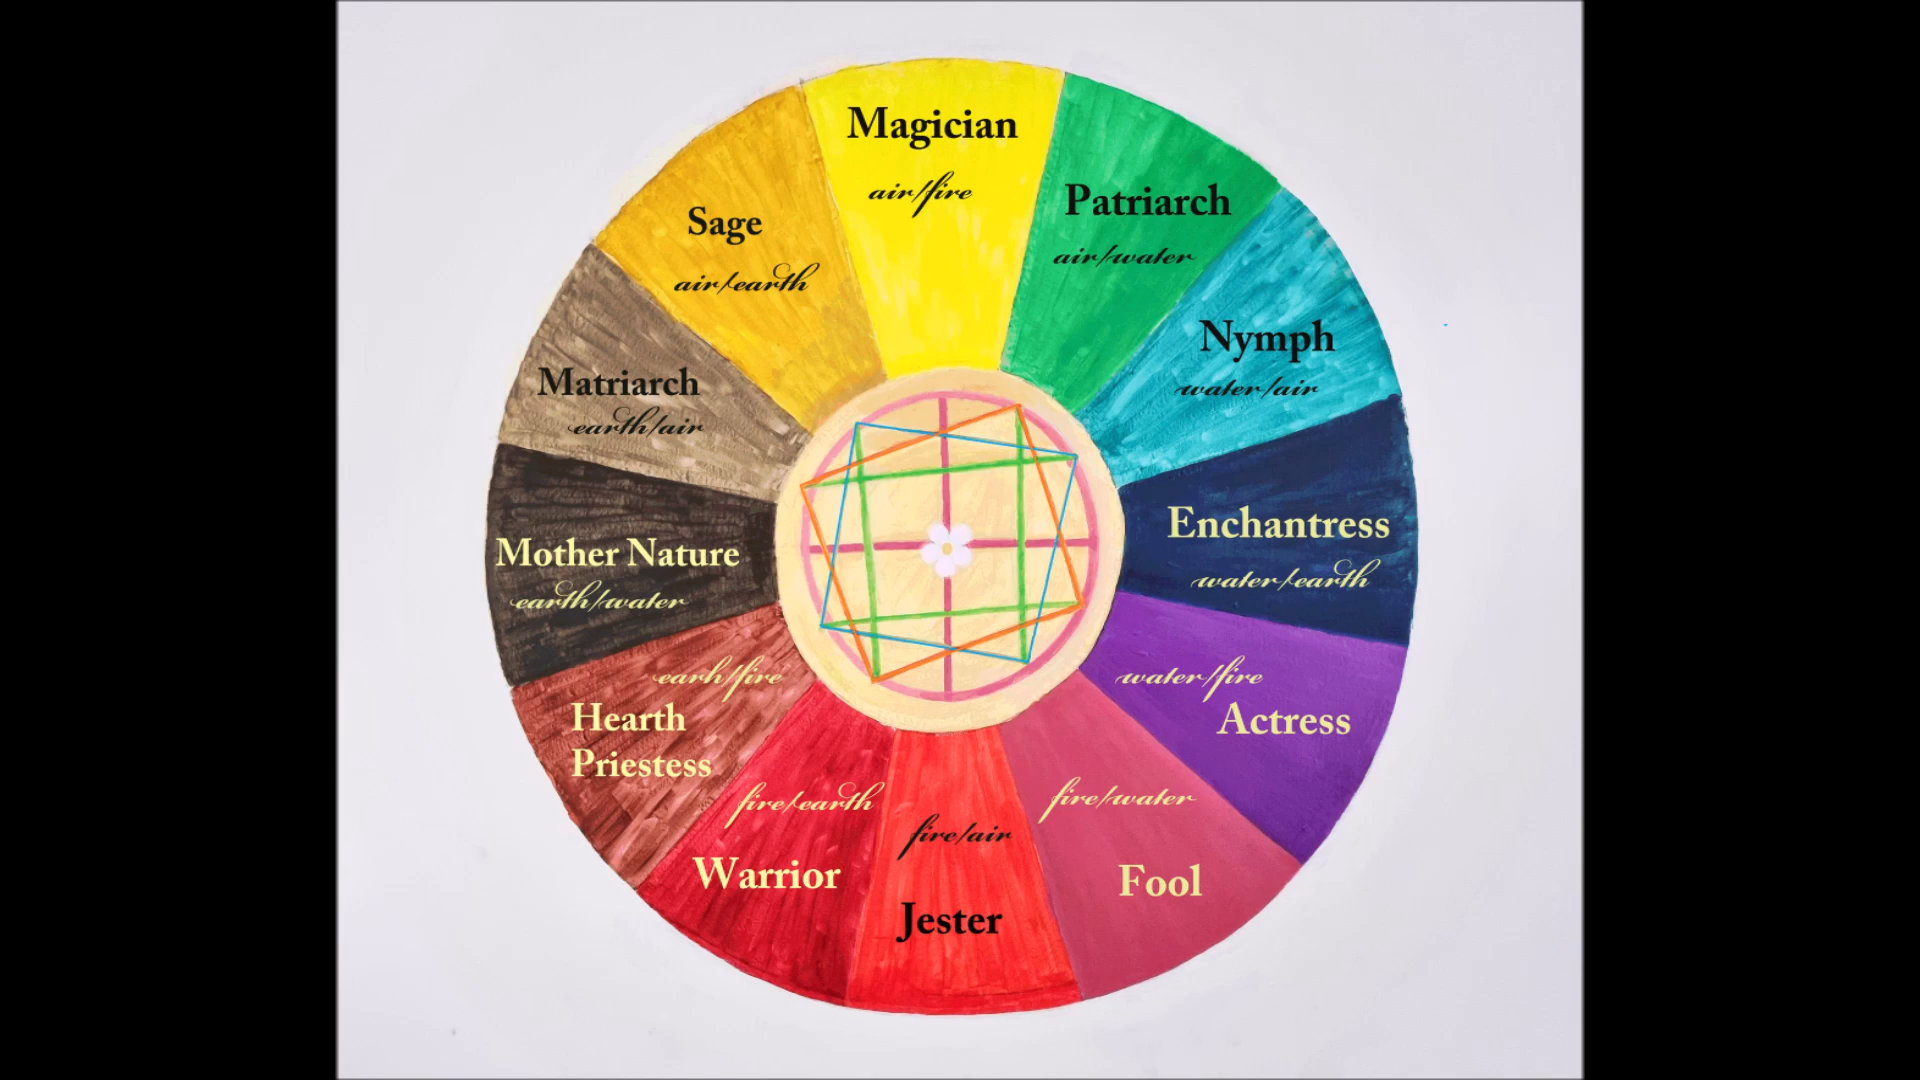 Magician
air/fire
Patriarch
air/water
Nymph
water/air
Enchantress
water/earth
water/fire
Actress
fire/water
Fool
fire/air
Jester
fire/earth
Warrior
earh/fire
Hearth
Priestess
Mother Nature
earth/water
Matriarch
earth/air
Sage
air/earth